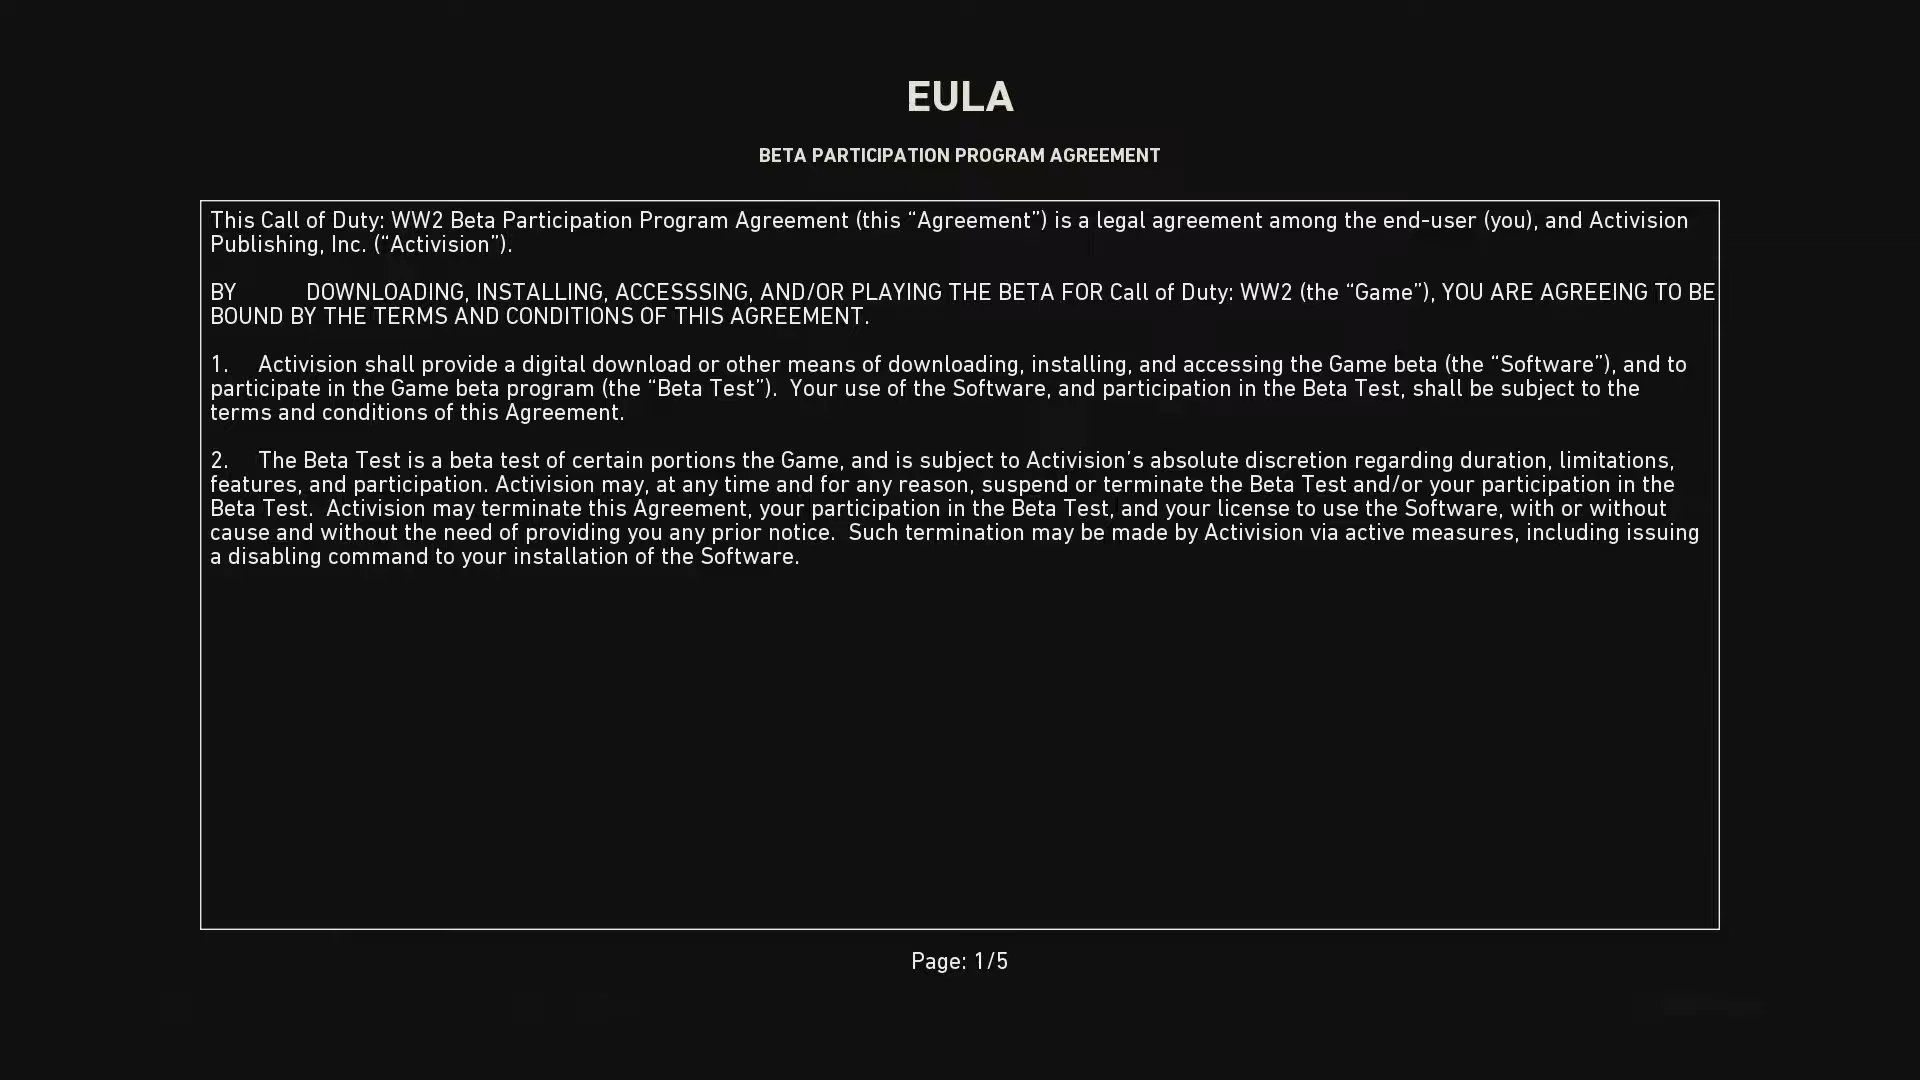 EULA
BETA PARTICIPATION PROGRAM AGREEMENT
This Call of Duty: WW2 Beta Participation Program Agreement (this “Agreement”) is a legal agreement among the end-user (you), and Activision
Publishing, Inc. (“Activision”).
BY DOWNLOADING, INSTALLING, ACCESSSING, AND/OR PLAYING THE BETA FOR Call of Duty: WW2 (the “Game”), YOU ARE AGREEING TO BE
BOUND BY THE TERMS AND CONDITIONS OF THIS AGREEMENT.
1. Activision shall provide a digital download or other means of downloading, installing, and accessing the Game beta (the “Software”), and to
participate in the Game beta program (the “Beta Test”). Your use of the Software, and participation in the Beta Test, shall be subject to the
terms and conditions of this Agreement.
2. The Beta Test is a beta test of certain portions the Game, and is subject to Activision’s absolute discretion regarding duration, limitations,
features, and participation. Activision may, at any time and for any reason, suspend or terminate the Beta Test and/or your participation in the
Beta Test. Activision may terminate this Agreement, your participation in the Beta Test, and your license to use the Software, with or without
cause and without the need of providing you any prior notice. Such termination may be made by Activision via active measures, including issuing
a disabling command to your installation of the Software.
Page: 1/5